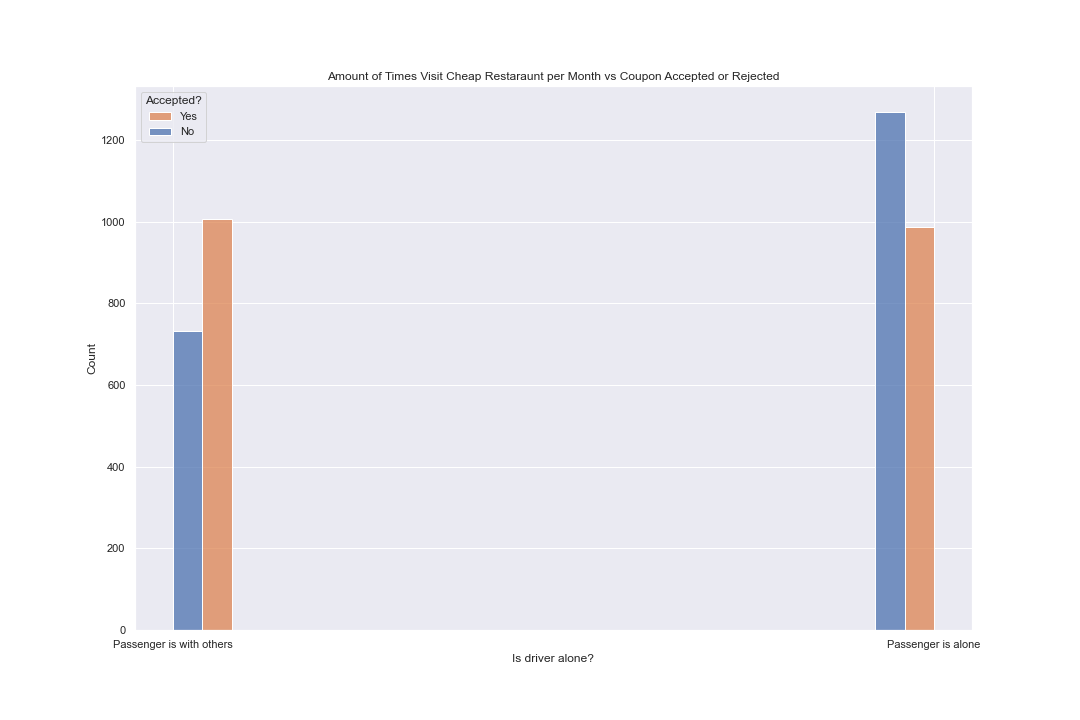 Amount of Times Visit Cheap Restaraunt per Month vs Coupon Accepted or Rejected
Accepted?
Yes
No
1200
1000
800
600
400
200
0
Count
Passenger is with others
Passenger is alone
Is driver alone?